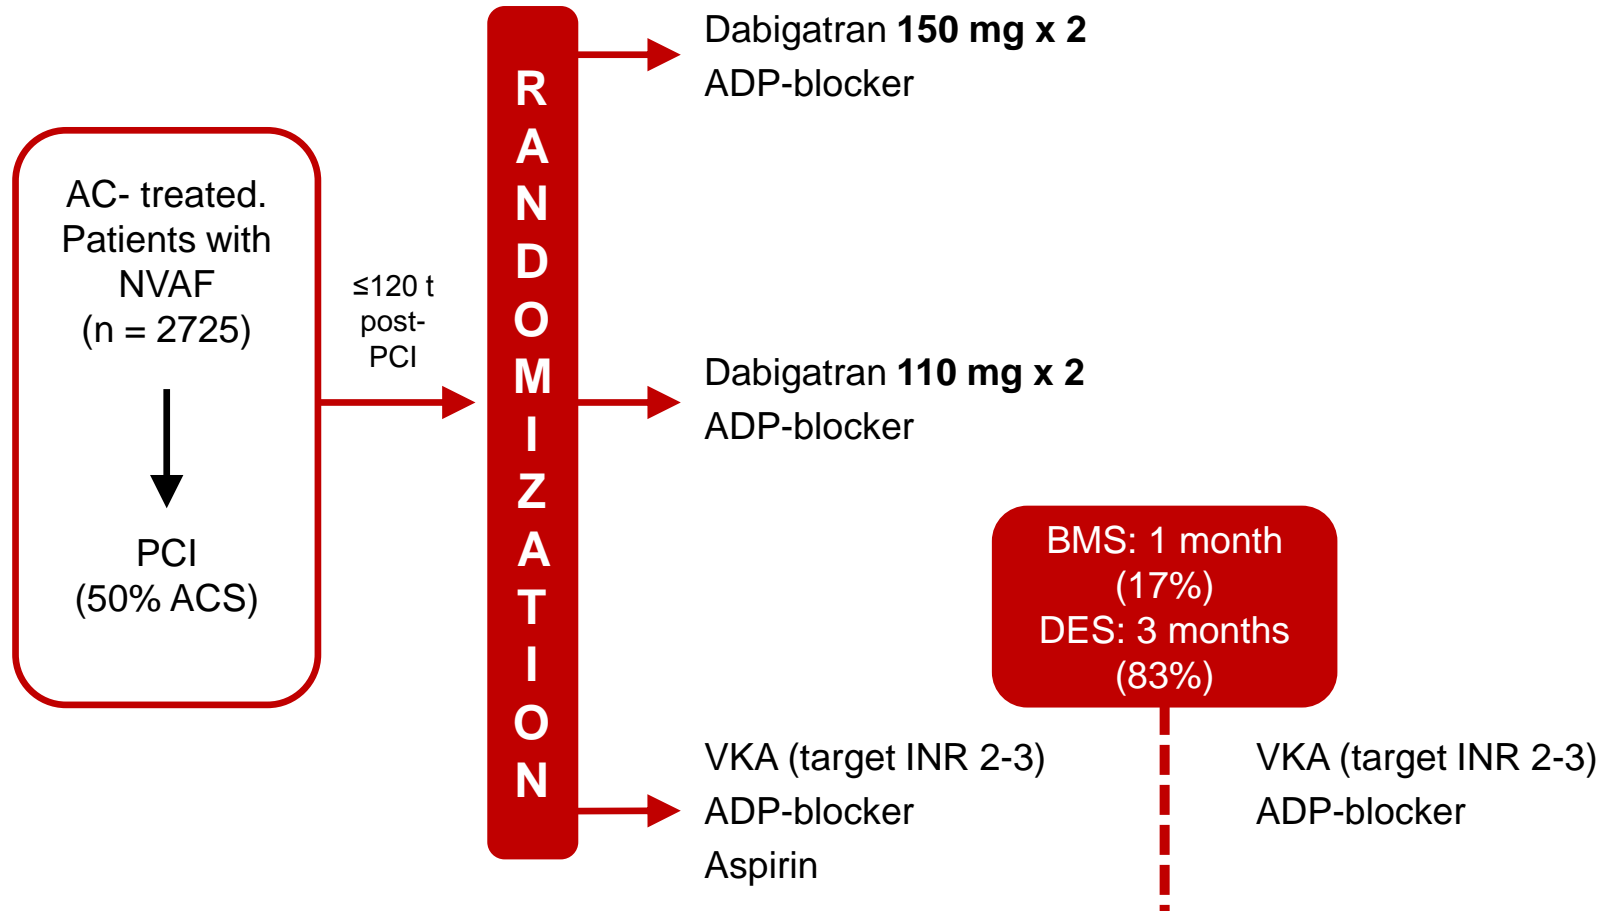 AC- treated.
Patients with
NVAF
(n = 2725)
PCI
(50% ACS)
≤120 t
post-
PCI
RANDOMIZATION
Dabigatran 150 mg x 2
ADP-blocker
Dabigatran 110 mg x 2
ADP-blocker
VKA (target INR 2-3)
ADP-blocker
Aspirin
BMS: 1 month
(17%)
DES: 3 months
(83%)
VKA (target INR 2-3)
ADP-blocker